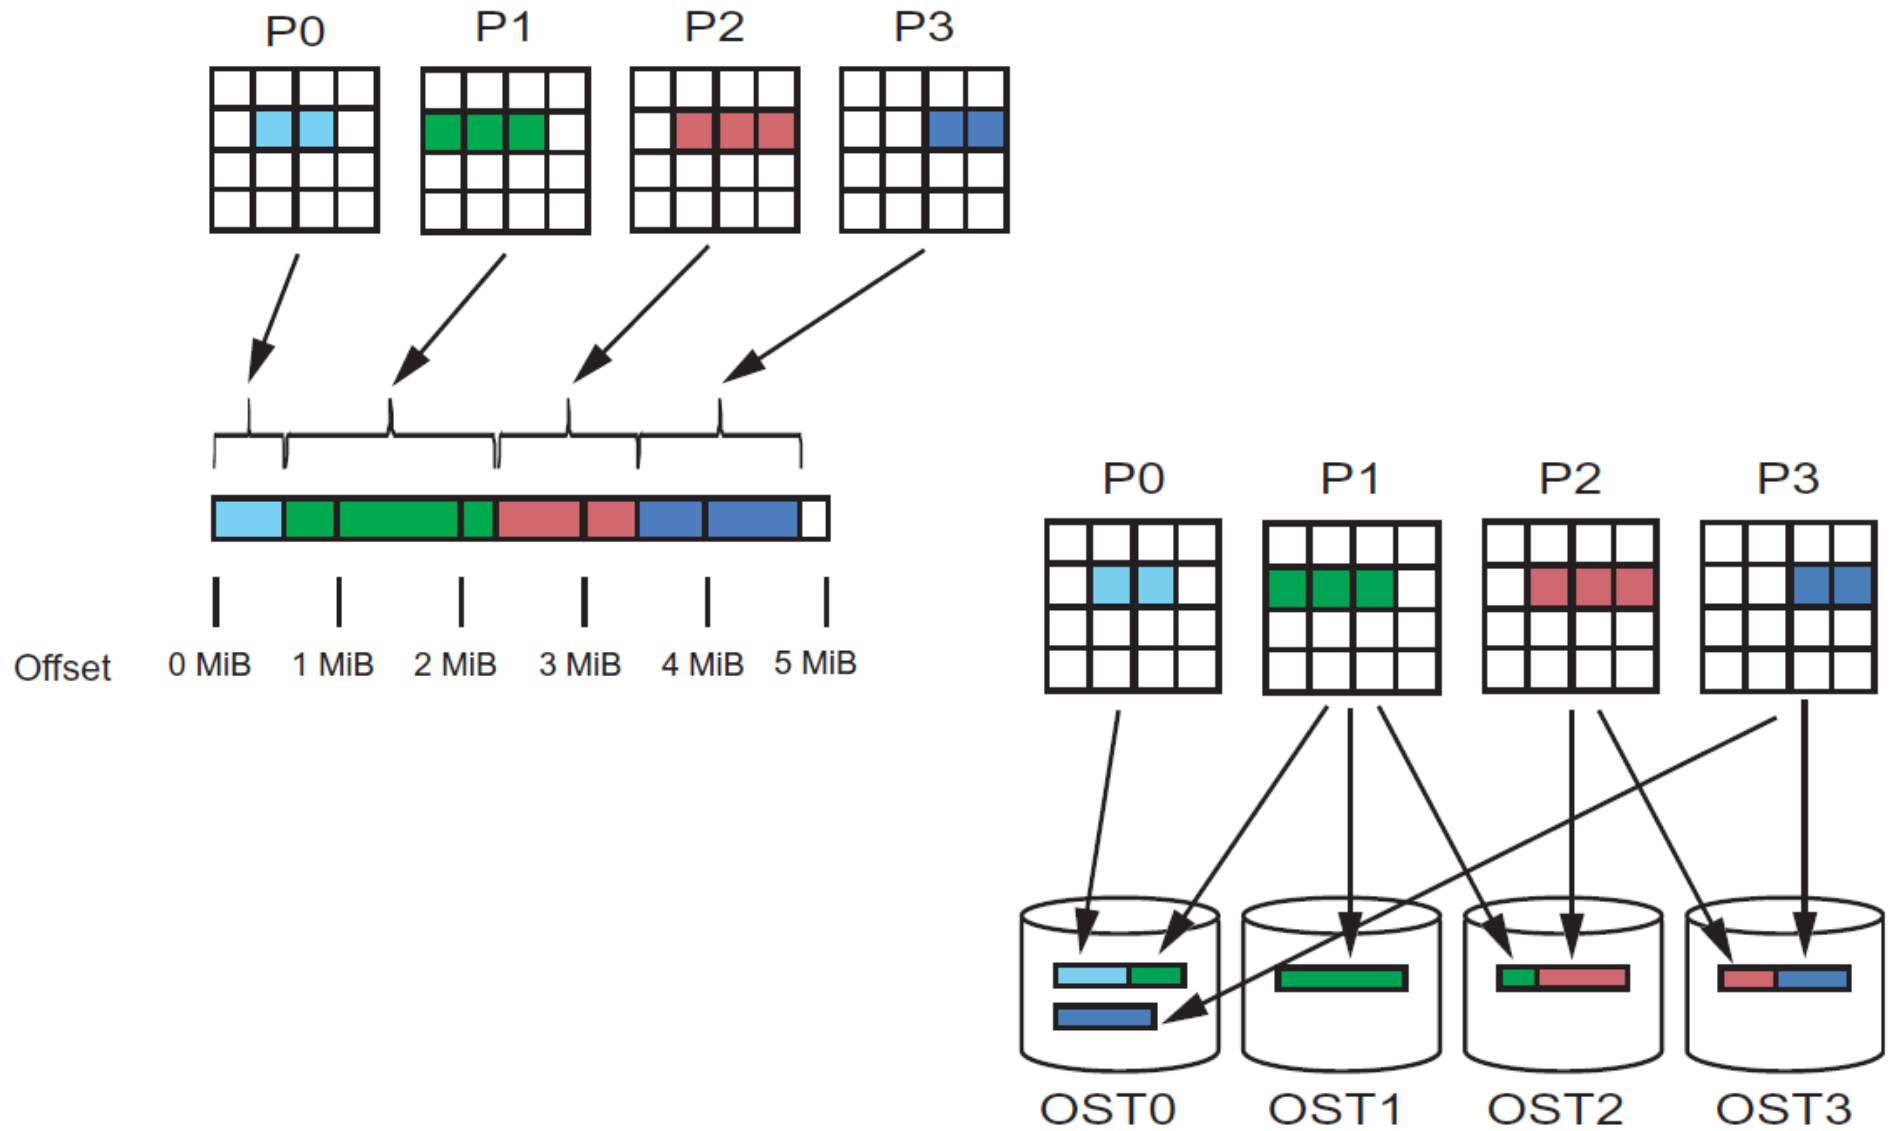 P0 P1 P2 P3
Offset 0 MiB 1 MiB 2 MiB 3 MiB 4 MiB 5 MiB
P0 P1 P2 P3
OST0 OST1 OST2 OST3